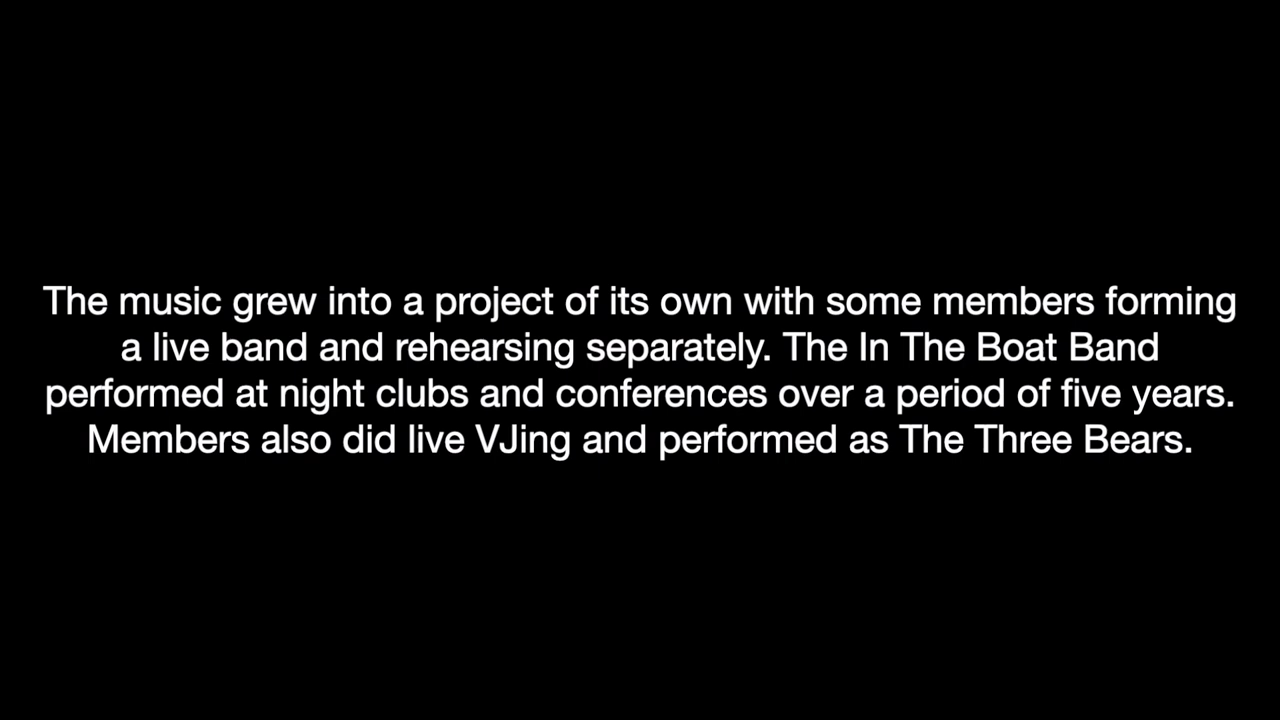 The music grew into a project of its own with some members forming
a live band and rehearsing separately. The In The Boat Band
performed at night clubs and conferences over a period of five years.
Members also did live VJing and performed as The Three Bears.